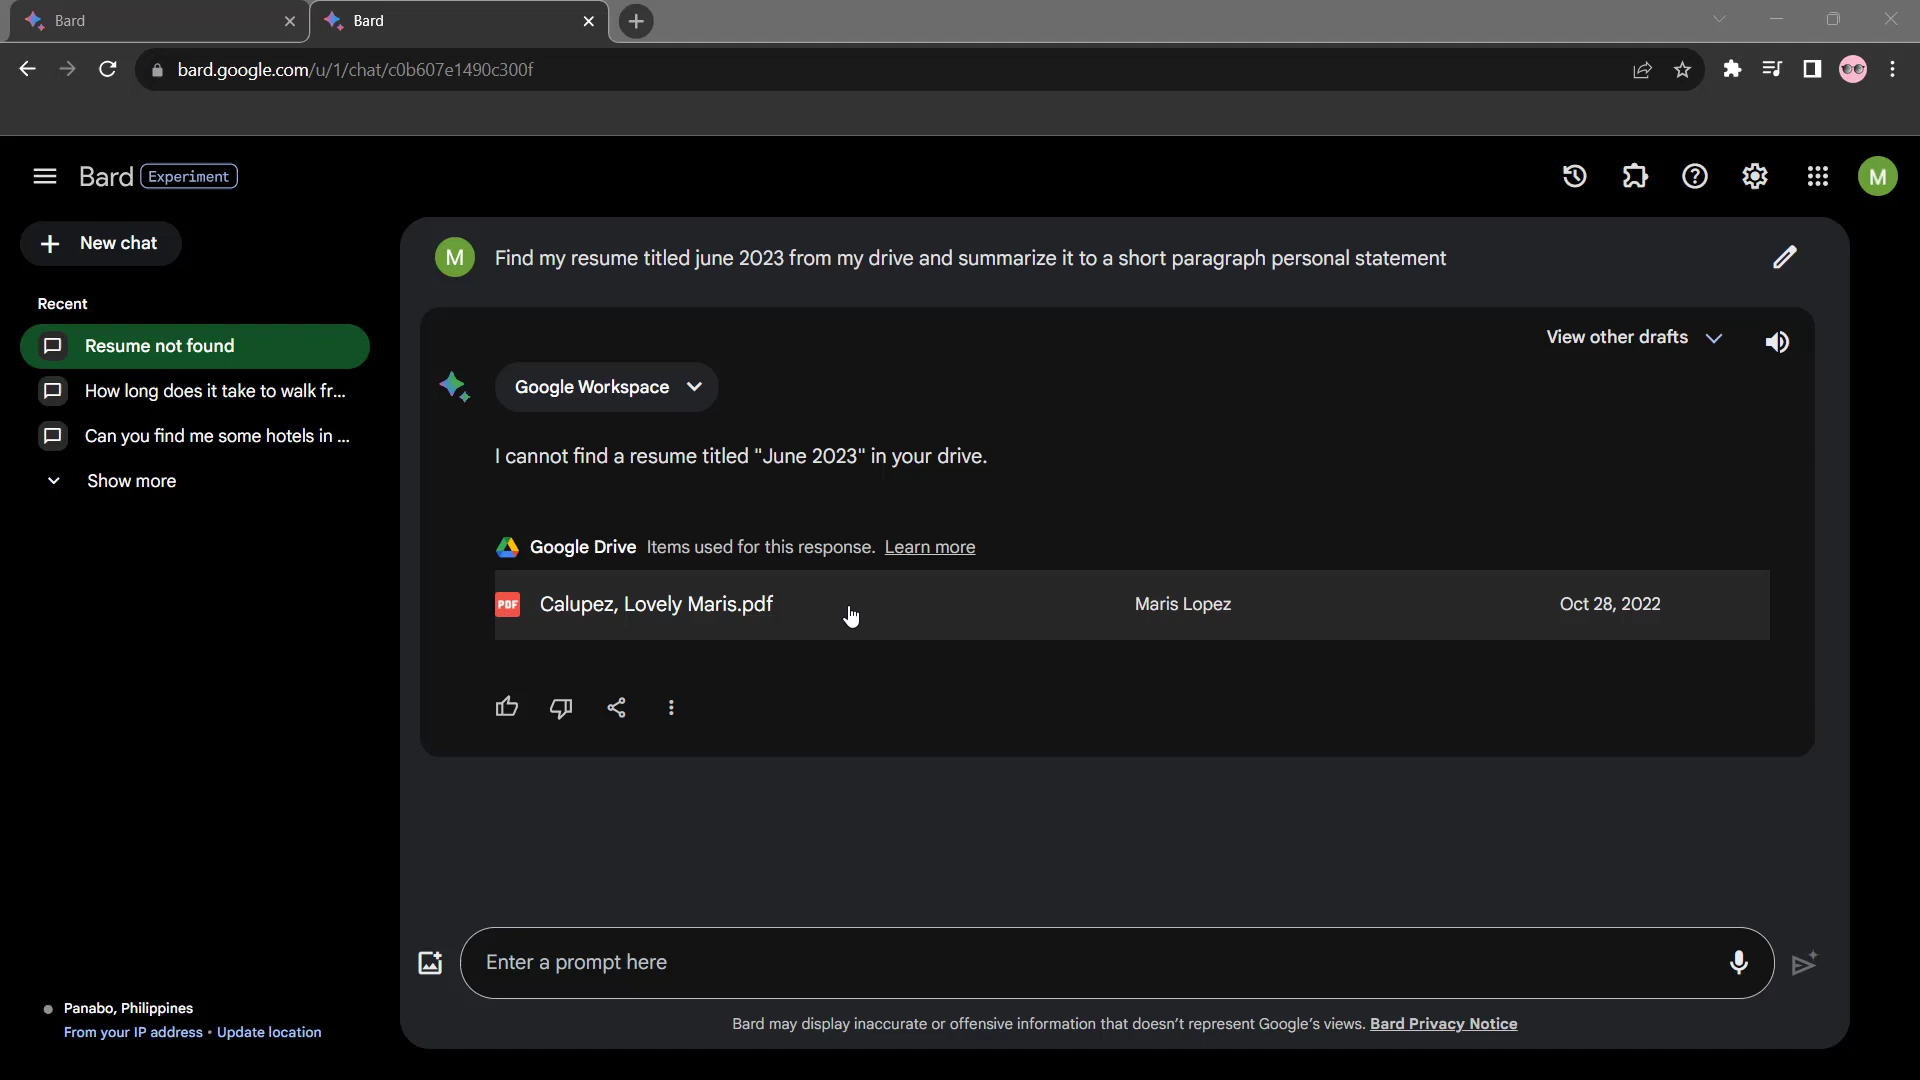 Bard
Bard
bard.google.com/u/1/chat/c0b607e1490c300f
Bard Experiment
M
New chat
Recent
Resume not found
How long does it take to walk fr...
Can you find me some hotels in ...
Show more
M
Find my resume titled june 2023 from my drive and summarize it to a short paragraph personal statement
View other drafts
Google Workspace
I cannot find a resume titled "June 2023" in your drive.
Google Drive Items used for this response. Learn more
PDF Calupez, Lovely Maris.pdf Maris Lopez Oct 28, 2022
Enter a prompt here
Bard may display inaccurate or offensive information that doesn't represent Google's views. Bard Privacy Notice
Panabo, Philippines
From your IP address • Update location